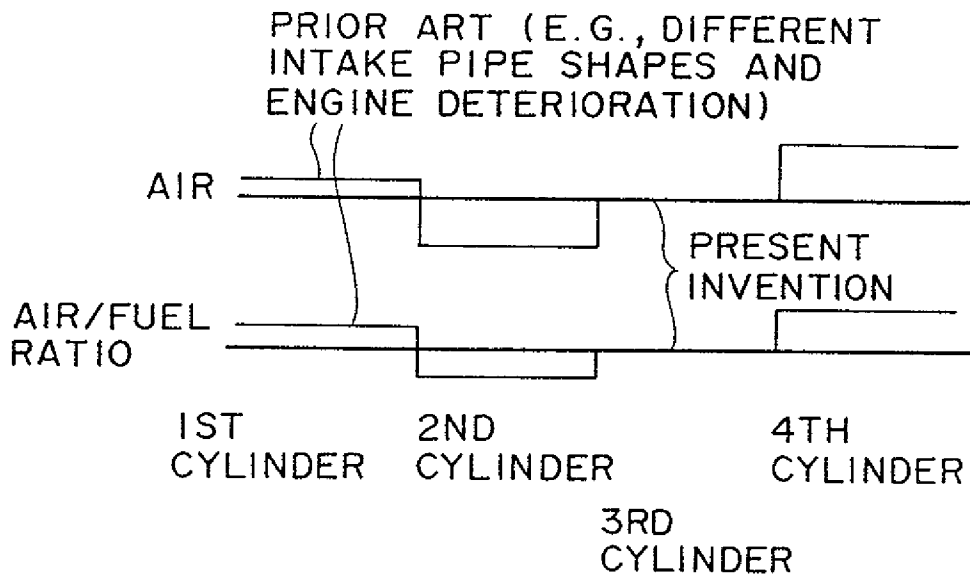 PRIOR ART (E.G., DIFFERENT
INTAKE PIPE SHAPES AND
ENGINE DETERIORATION)
AIR
PRESENT
INVENTION
AIR/FUEL
RATIO
1ST
CYLINDER
2ND
CYLINDER
3RD
CYLINDER
4TH
CYLINDER